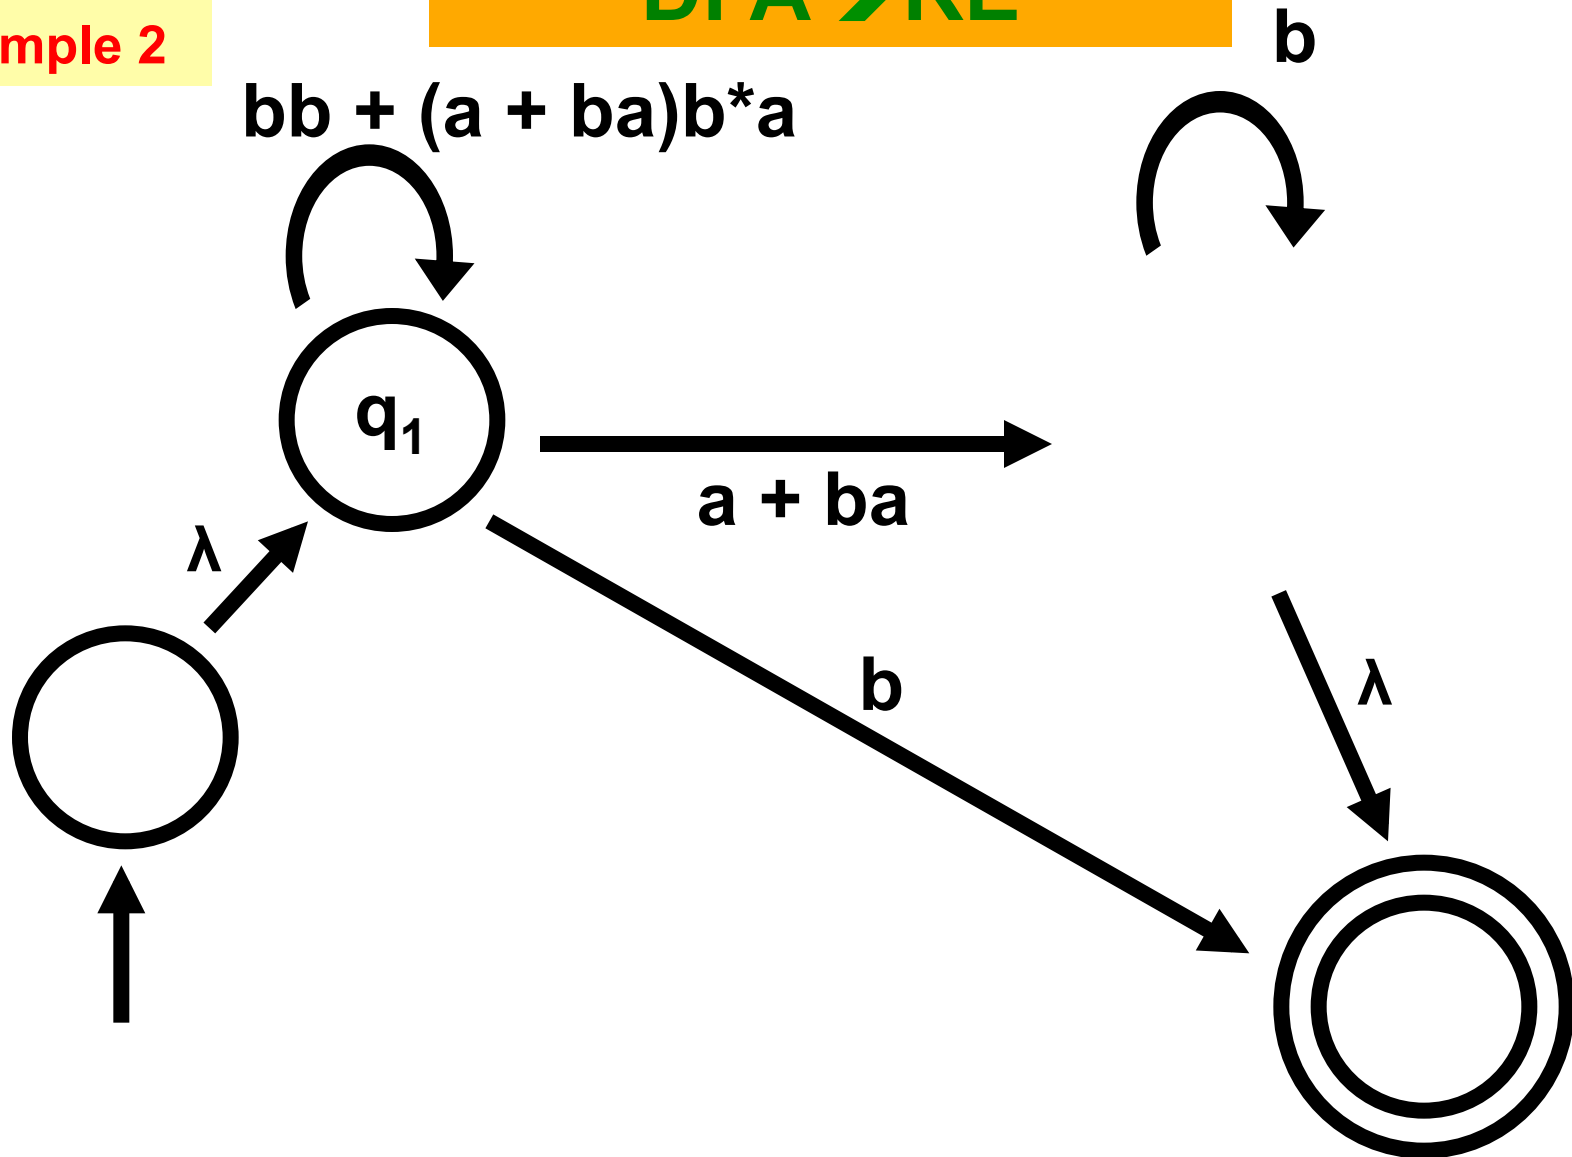 mple 2
b
bb + (a + ba)b*a
q₁
a + ba
λ
b
λ